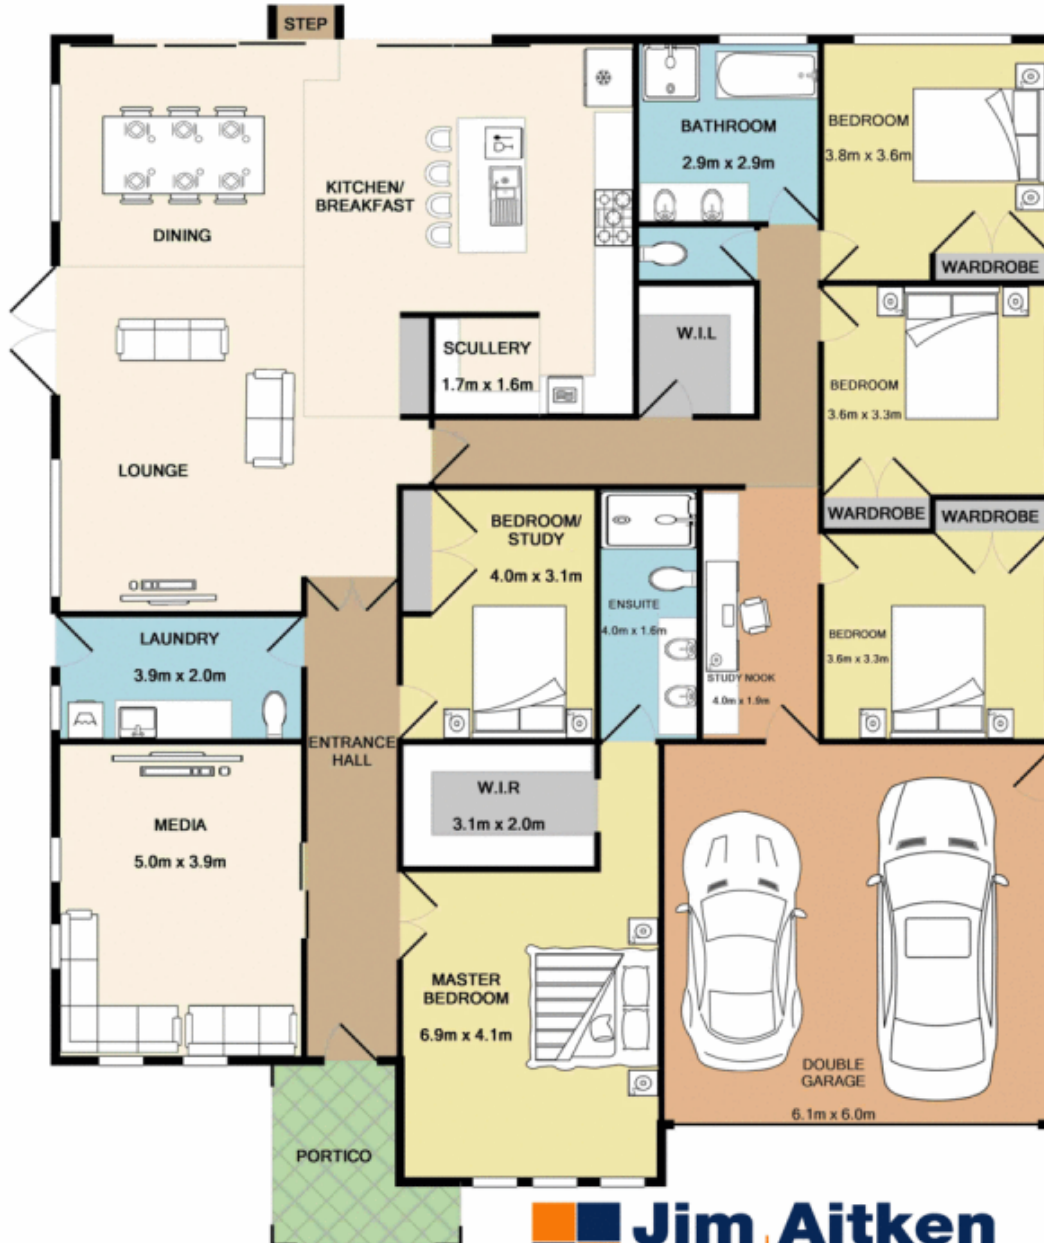 STEP
BATHROOM
2.9m x 2.9m
BEDROOM
3.8m x 3.6m
WARDROBE
KITCHEN/
BREAKFAST
DINING
W.I.L
SCULLERY
1.7m x 1.6m
BEDROOM
3.6m x 3.3m
LOUNGE
WARDROBE
WARDROBE
BEDROOM/
STUDY
4.0m x 3.1m
ENSUITE
4.0m x 1.6m
STUDY NOOK
4.0m x 1.9m
BEDROOM
3.6m x 3.3m
LAUNDRY
3.9m x 2.0m
ENTRANCE
HALL
W.I.R
3.1m x 2.0m
MEDIA
5.0m x 3.9m
MASTER
BEDROOM
6.9m x 4.1m
DOUBLE
GARAGE
6.1m x 6.0m
PORTICO
Jim Aitken